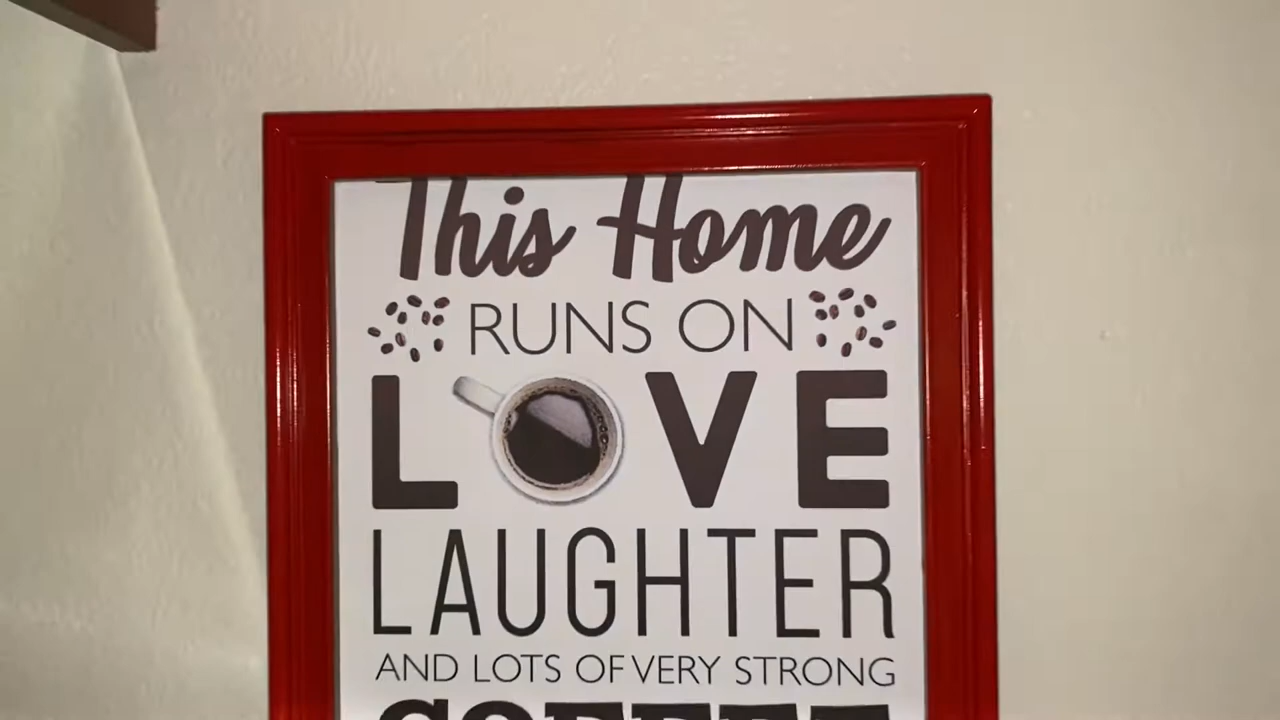 This Home
RUNS ON
LOVE
LAUGHTER
AND LOTS OF VERY STRONG